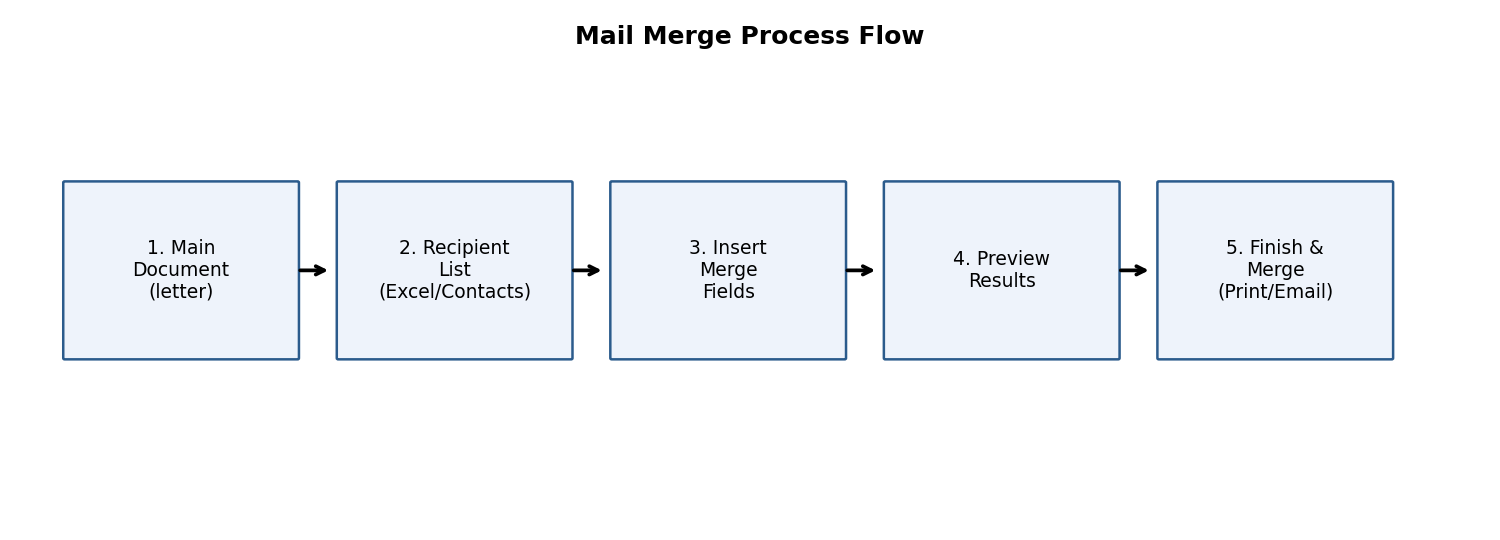 Mail Merge Process Flow
1. Main
Document
(letter)
2. Recipient
List
(Excel/Contacts)
3. Insert
Merge
Fields
4. Preview
Results
5. Finish &
Merge
(Print/Email)